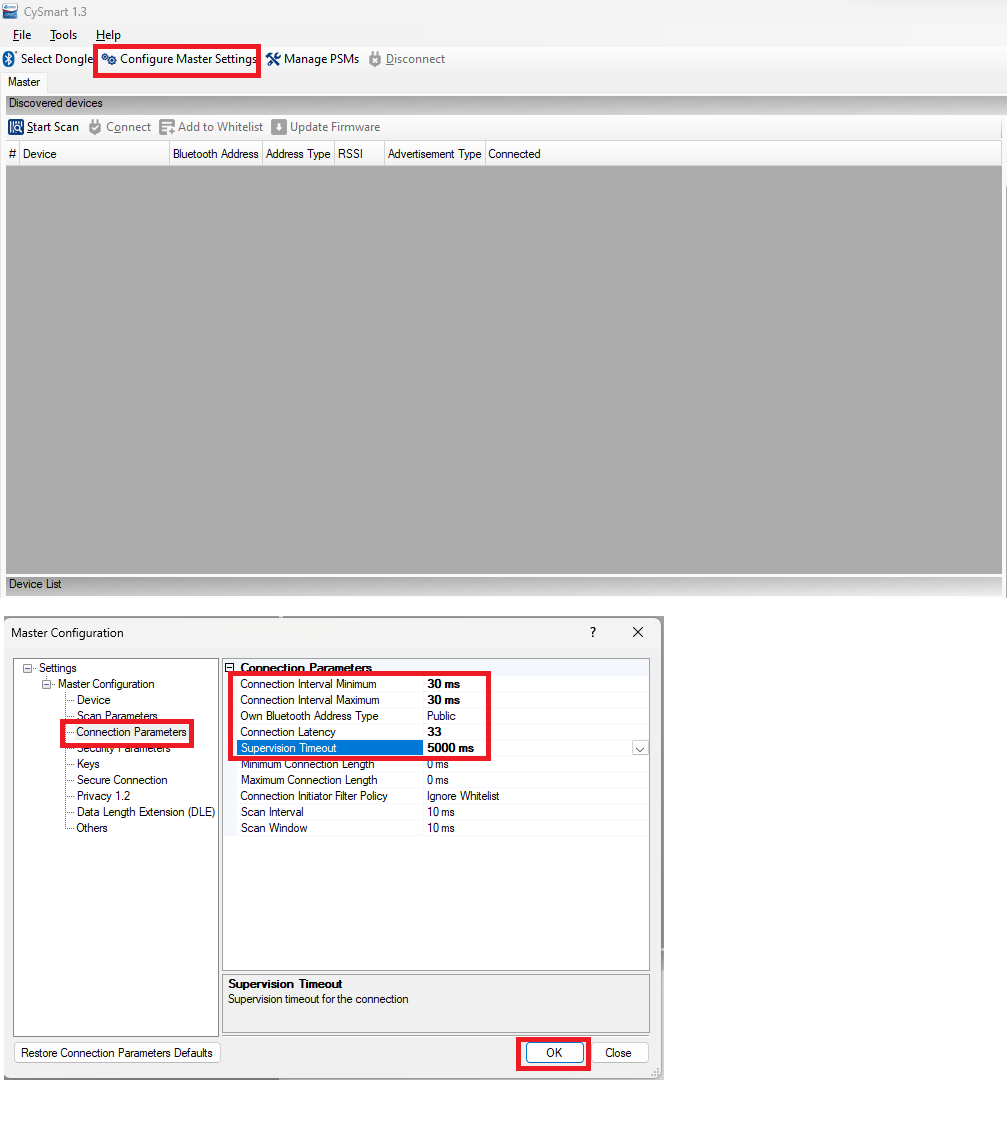 CySmart 1.3
File Tools Help
Select Dongle Configure Master Settings Manage PSMs Disconnect
Master
Discovered devices
Start Scan Connect Add to Whitelist Update Firmware
# Device Bluetooth Address Address Type RSSI Advertisement Type Connected
Device List
Master Configuration ?
Settings
Master Configuration
Device
Scan Parameters
Connection Parameters
Security Parameters
Keys
Secure Connection
Privacy 1.2
Data Length Extension (DLE)
Others
Connection Parameters
Connection Interval Minimum 30 ms
Connection Interval Maximum 30 ms
Own Bluetooth Address Type Public
Connection Latency 33
Supervision Timeout 5000 ms
Minimum Connection Length 0 ms
Maximum Connection Length 0 ms
Connection Initiator Filter Policy Ignore Whitelist
Scan Interval 10 ms
Scan Window 10 ms
Supervision Timeout
Supervision timeout for the connection
Restore Connection Parameters Defaults OK Close